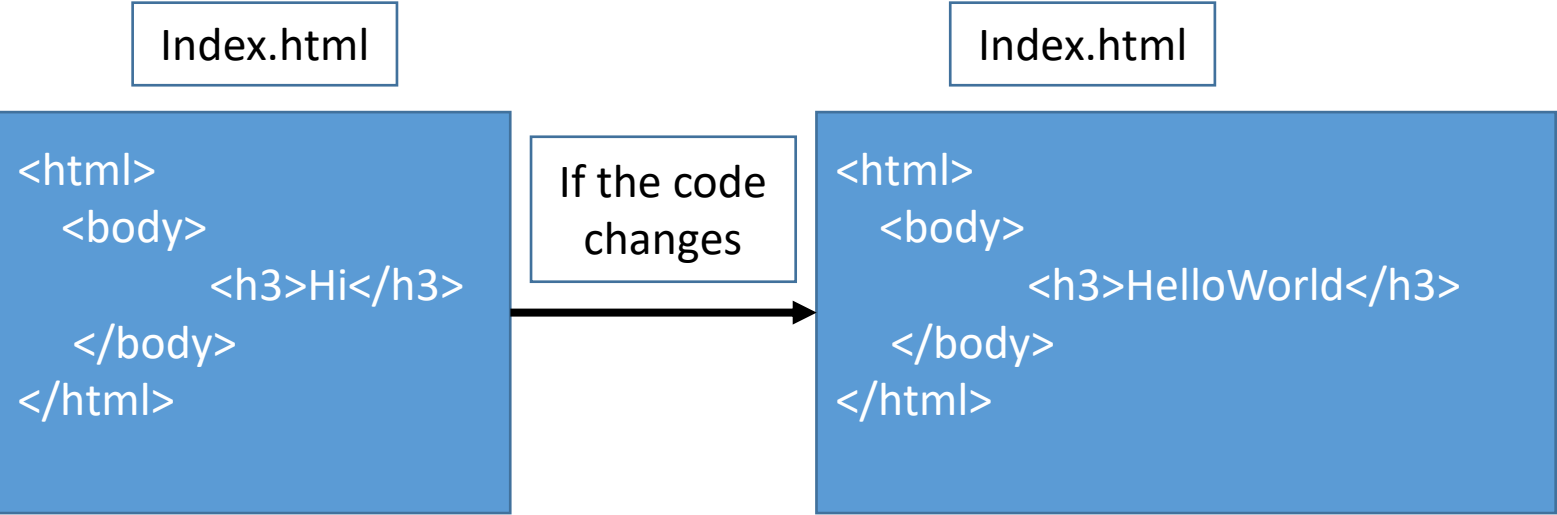 Index.html
<html>
<body>
<h3>Hi</h3>
</body>
</html>
If the code
changes
Index.html
<html>
<body>
<h3>HelloWorld</h3>
</body>
</html>